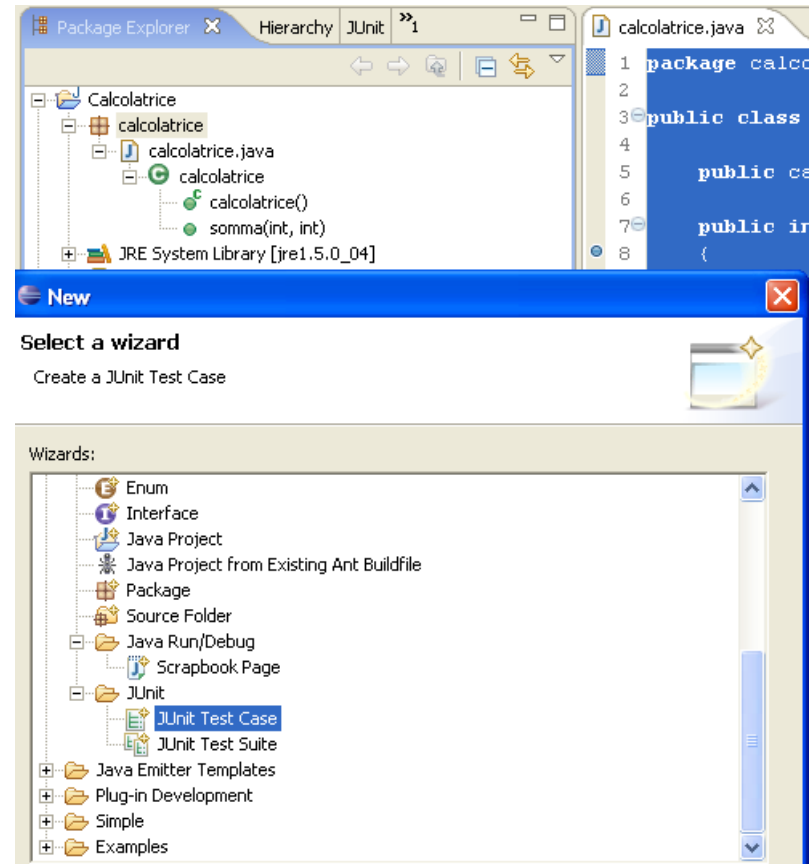 Package Explorer Hierarchy JUnit »1
calcolatrice.java
Calcolatrice
calcolatrice
calcolatrice.java
calcolatrice
calcolatrice()
somma(int, int)
JRE System Library [jre1.5.0_04]
1 package calco
2
3 public class
4
5 public ca
6
7 public in
8 {
New
Select a wizard
Create a JUnit Test Case
Wizards:
Enum
Interface
Java Project
Java Project from Existing Ant Buildfile
Package
Source Folder
Java Run/Debug
Scrapbook Page
JUnit
JUnit Test Case
JUnit Test Suite
Java Emitter Templates
Plug-in Development
Simple
Examples